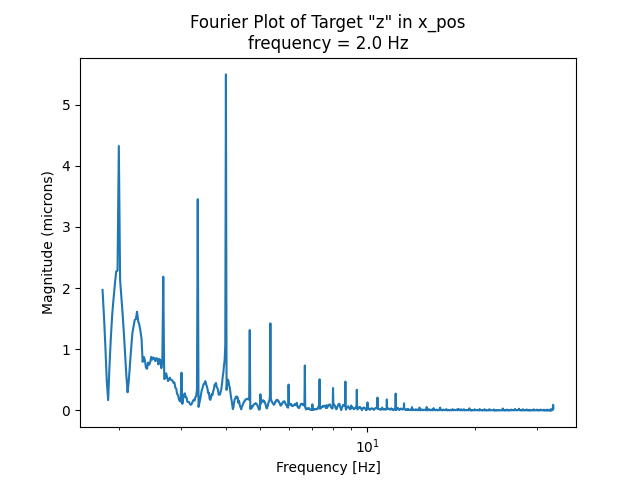 Fourier Plot of Target "z" in x_pos
frequency = 2.0 Hz
5
4
3
2
1
0
Magnitude (microns)
10¹
Frequency [Hz]